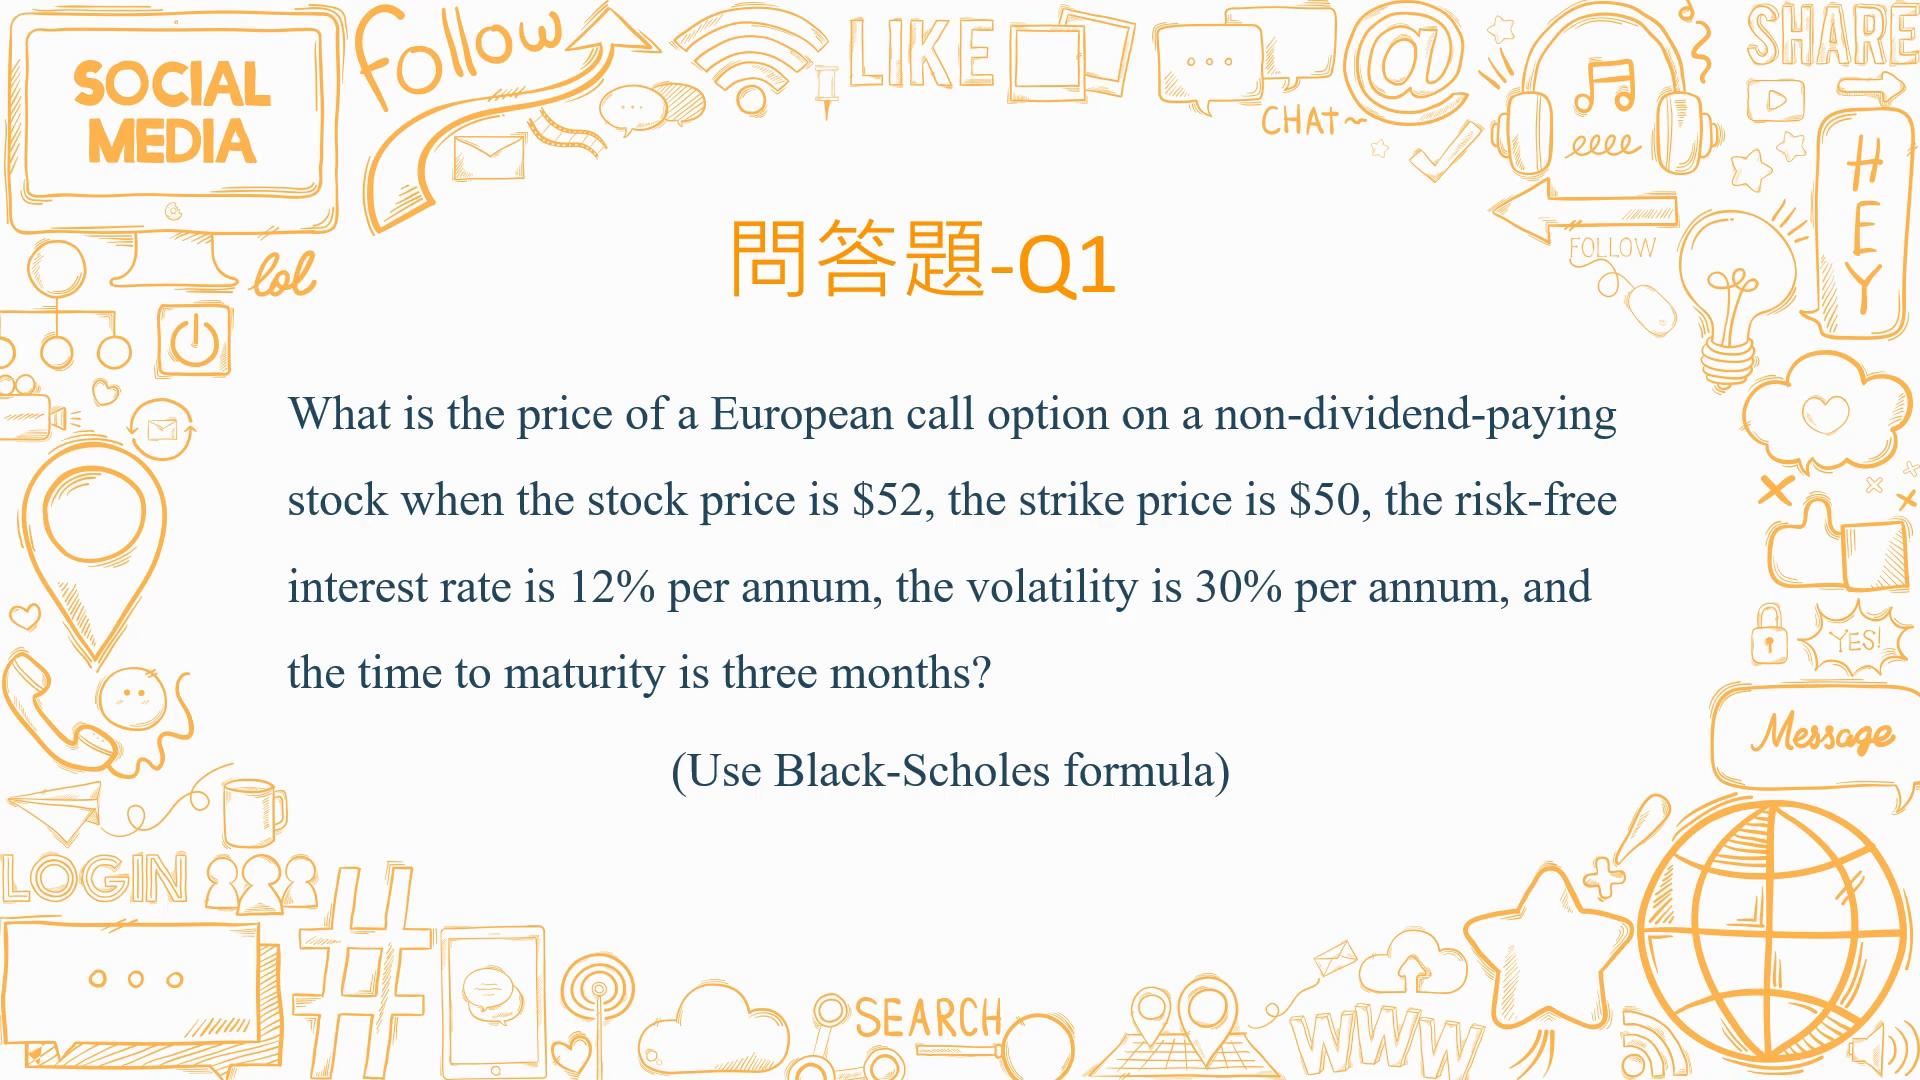 SOCIAL
MEDIA
follow
LIKE
CHAT~
@
SHARE
HEY
FOLLOW
lol
問答題-Q1
What is the price of a European call option on a non-dividend-paying
stock when the stock price is $52, the strike price is $50, the risk-free
interest rate is 12% per annum, the volatility is 30% per annum, and
the time to maturity is three months?
(Use Black-Scholes formula)
YES!
Message
LOGIN
#
SEARCH
WWW